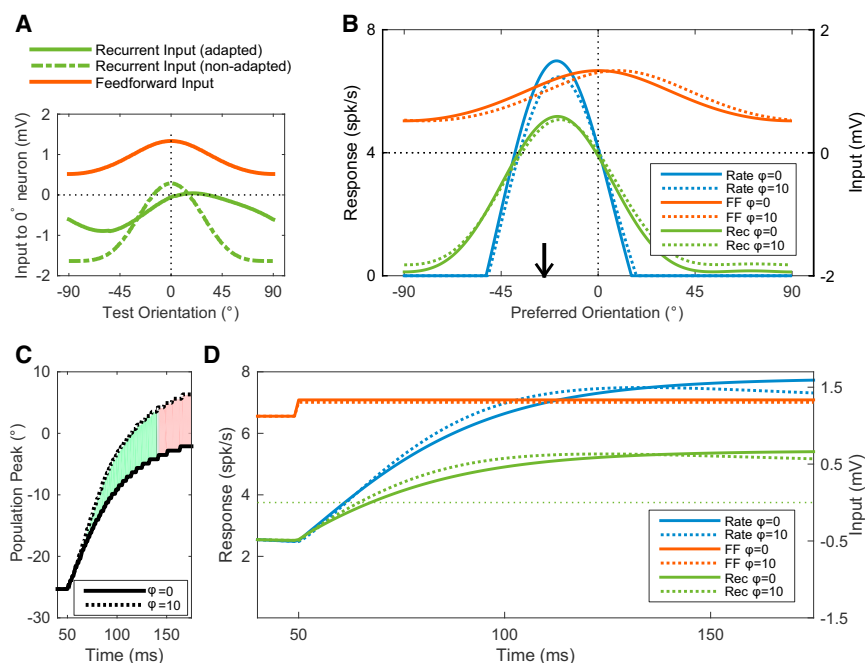 A
Recurrent Input (adapted)
Recurrent Input (non-adapted)
Feedforward Input
Input to 0° neuron (mV)
2
1
0
-1
-2
-90
-45
0
45
90
Test Orientation (°)
B
Response (spk/s)
8
4
0
2
0
-2
Input (mV)
Rate φ=0
Rate φ=10
FF φ=0
FF φ=10
Rec φ=0
Rec φ=10
-90
-45
0
45
90
Preferred Orientation (°)
C
Population Peak (°)
10
0
-10
-20
-30
φ=0
φ=10
50
100
150
Time (ms)
D
Response (spk/s)
8
6
4
2
1.5
0.5
-0.5
-1.5
Input (mV)
Rate φ=0
Rate φ=10
FF φ=0
FF φ=10
Rec φ=0
Rec φ=10
50
100
150
Time (ms)